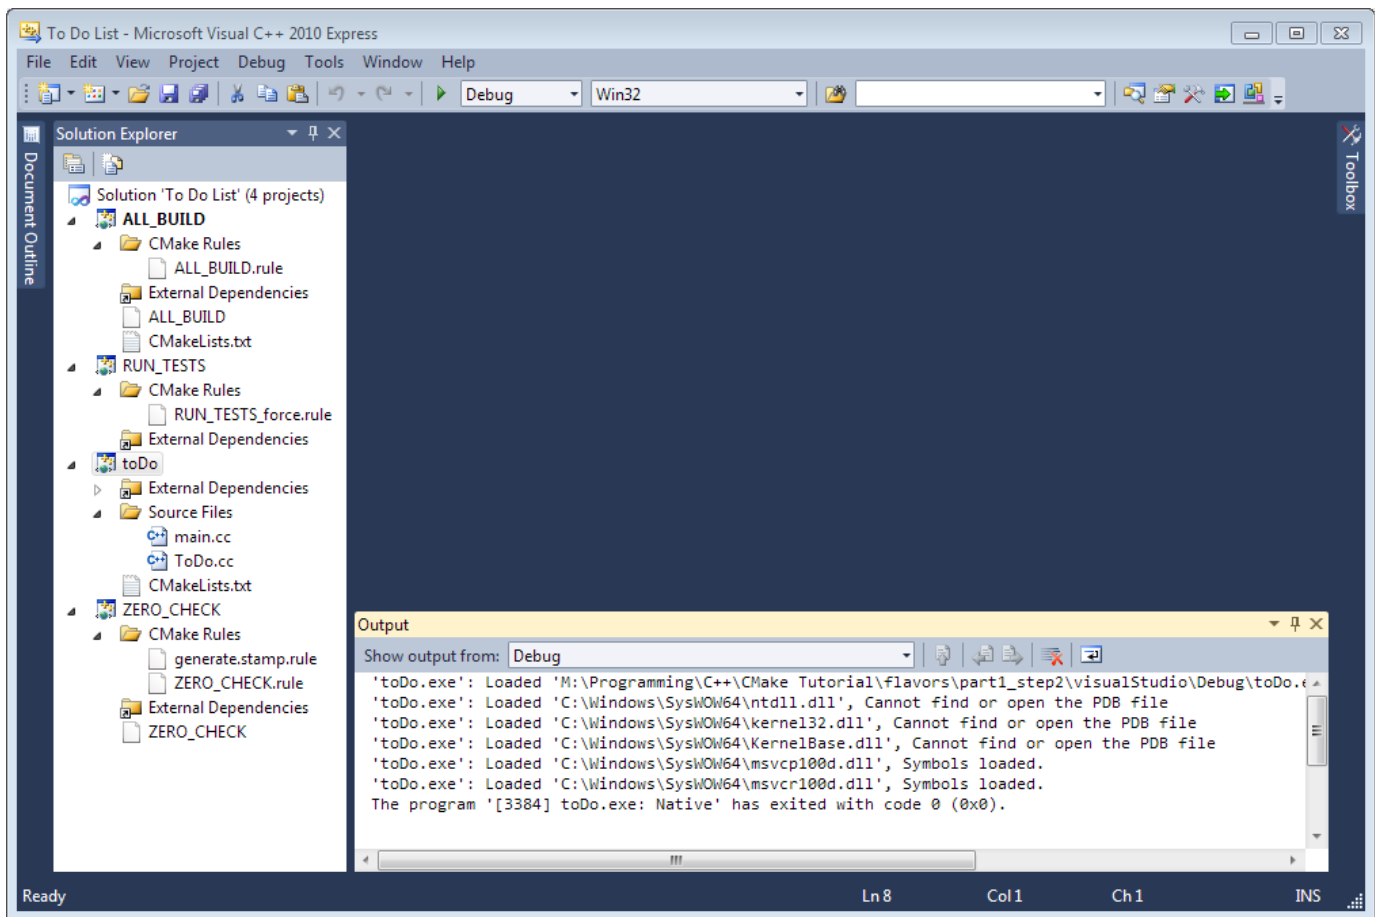 To Do List - Microsoft Visual C++ 2010 Express
File Edit View Project Debug Tools Window Help
Debug Win32
Document Outline
Solution Explorer
Toolbox
Solution 'To Do List' (4 projects)
ALL_BUILD
CMake Rules
ALL_BUILD.rule
External Dependencies
ALL_BUILD
CMakeLists.txt
RUN_TESTS
CMake Rules
RUN_TESTS_force.rule
External Dependencies
toDo
External Dependencies
Source Files
main.cc
ToDo.cc
CMakeLists.txt
ZERO_CHECK
CMake Rules
generate.stamp.rule
ZERO_CHECK.rule
External Dependencies
ZERO_CHECK
Output
Show output from: Debug
'toDo.exe': Loaded 'M:\Programming\C++\CMake Tutorial\flavors\part1_step2\visualStudio\Debug\toDo.e
'toDo.exe': Loaded 'C:\Windows\SysWOW64\ntdll.dll', Cannot find or open the PDB file
'toDo.exe': Loaded 'C:\Windows\SysWOW64\kernel32.dll', Cannot find or open the PDB file
'toDo.exe': Loaded 'C:\Windows\SysWOW64\KernelBase.dll', Cannot find or open the PDB file
'toDo.exe': Loaded 'C:\Windows\SysWOW64\msvcp100d.dll', Symbols loaded.
'toDo.exe': Loaded 'C:\Windows\SysWOW64\msvcr100d.dll', Symbols loaded.
The program '[3384] toDo.exe: Native' has exited with code 0 (0x0).
Ready Ln 8 Col 1 Ch 1 INS